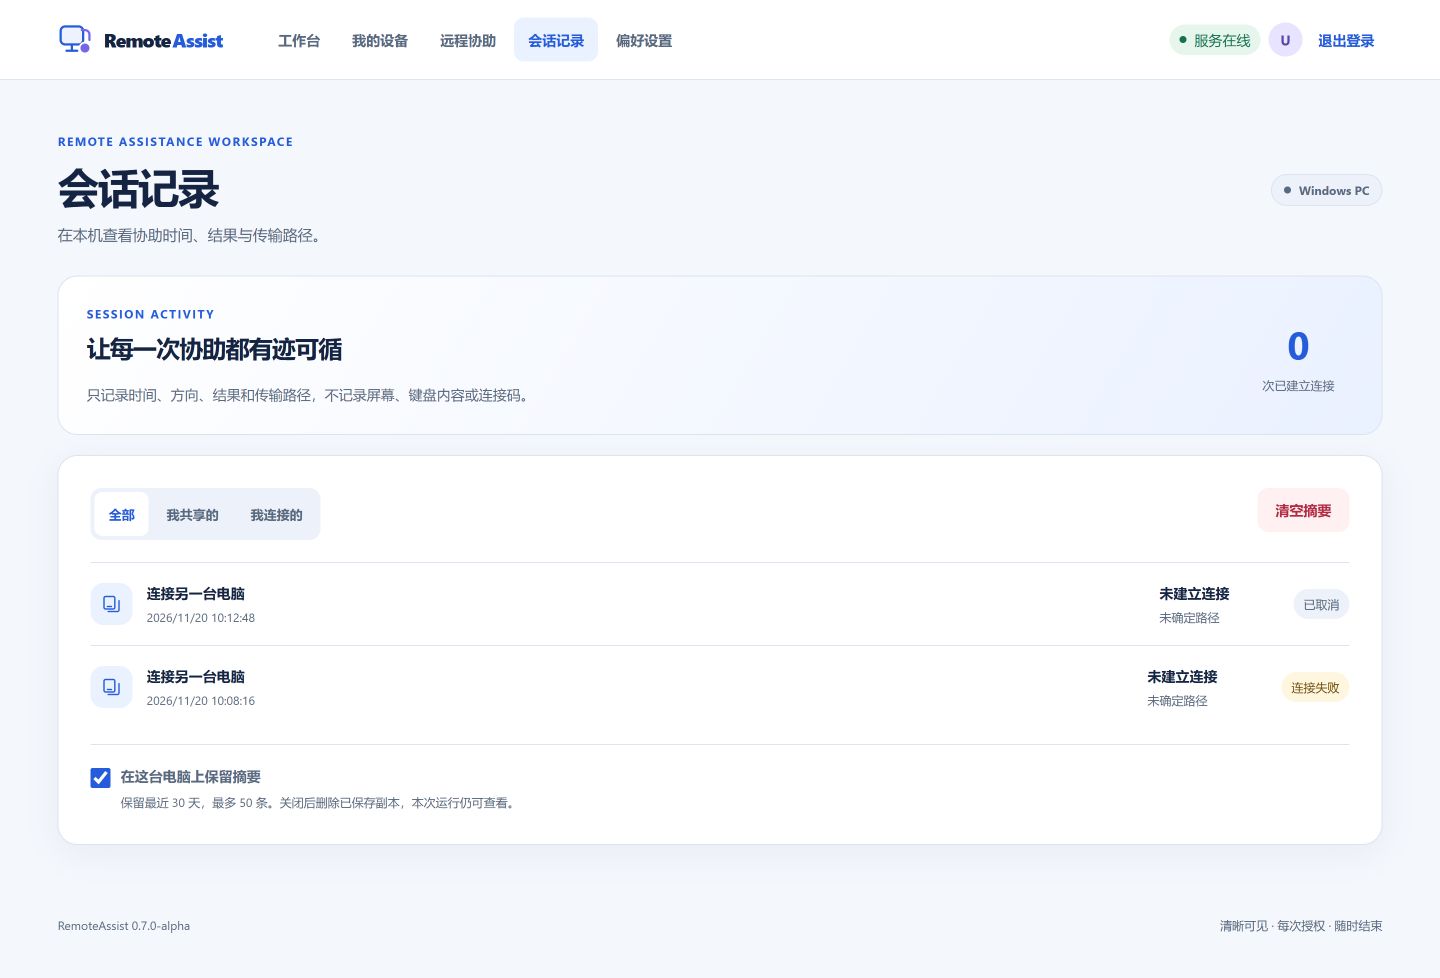 RemoteAssist 工作台 我的设备 远程协助 会话记录 偏好设置 服务在线 U 退出登录
REMOTE ASSISTANCE WORKSPACE
会话记录
Windows PC
在本机查看协助时间、结果与传输路径。
SESSION ACTIVITY
让每一次协助都有迹可循
只记录时间、方向、结果和传输路径，不记录屏幕、键盘内容或连接码。
0
次已建立连接
全部 我共享的 我连接的 清空摘要
连接另一台电脑 未建立连接 已取消
2026/11/20 10:12:48 未确定路径
连接另一台电脑 未建立连接 连接失败
2026/11/20 10:08:16 未确定路径
在这台电脑上保留摘要
保留最近 30 天，最多 50 条。关闭后删除已保存副本，本次运行仍可查看。
RemoteAssist 0.7.0-alpha 清晰可见 · 每次授权 · 随时结束